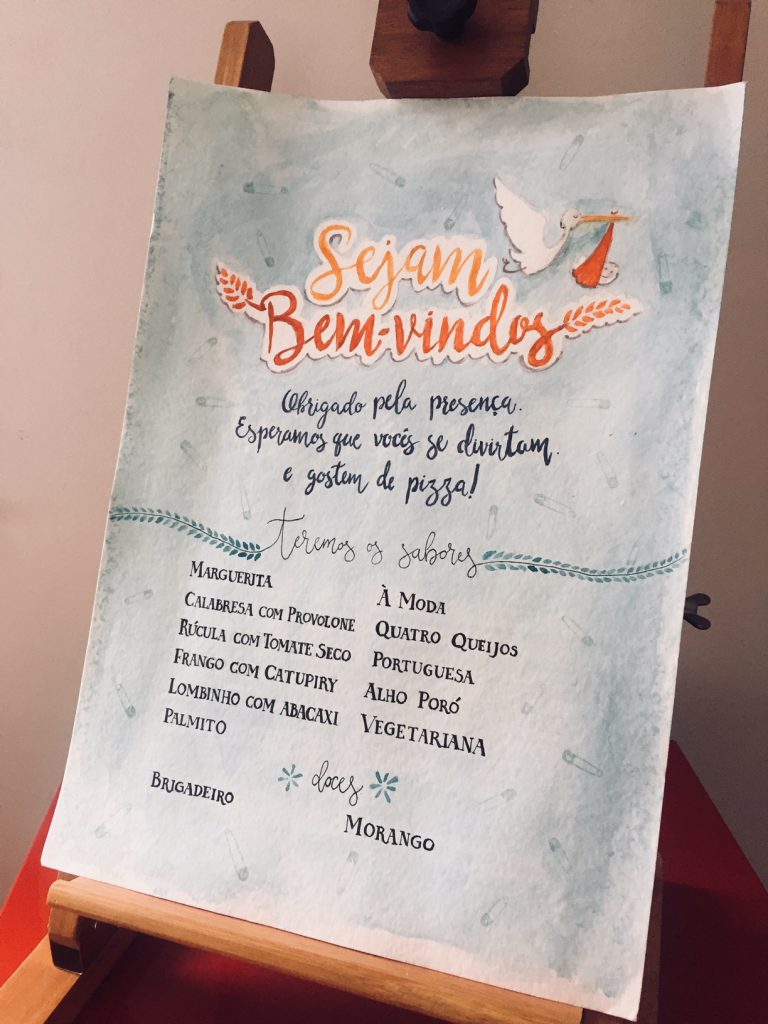 Sejam
Bem-vindos
Obrigado pela presença.
Esperamos que vocês se divirtam
e gostem de pizza!
teremos os sabores
MARGUERITA
CALABRESA COM PROVOLONE
RÚCULA COM TOMATE SECO
FRANGO COM CATUPIRY
LOMBINHO COM ABACAXI
PALMITO
À MODA
QUATRO QUEIJOS
PORTUGUESA
ALHO PORÓ
VEGETARIANA
doces
BRIGADEIRO
MORANGO